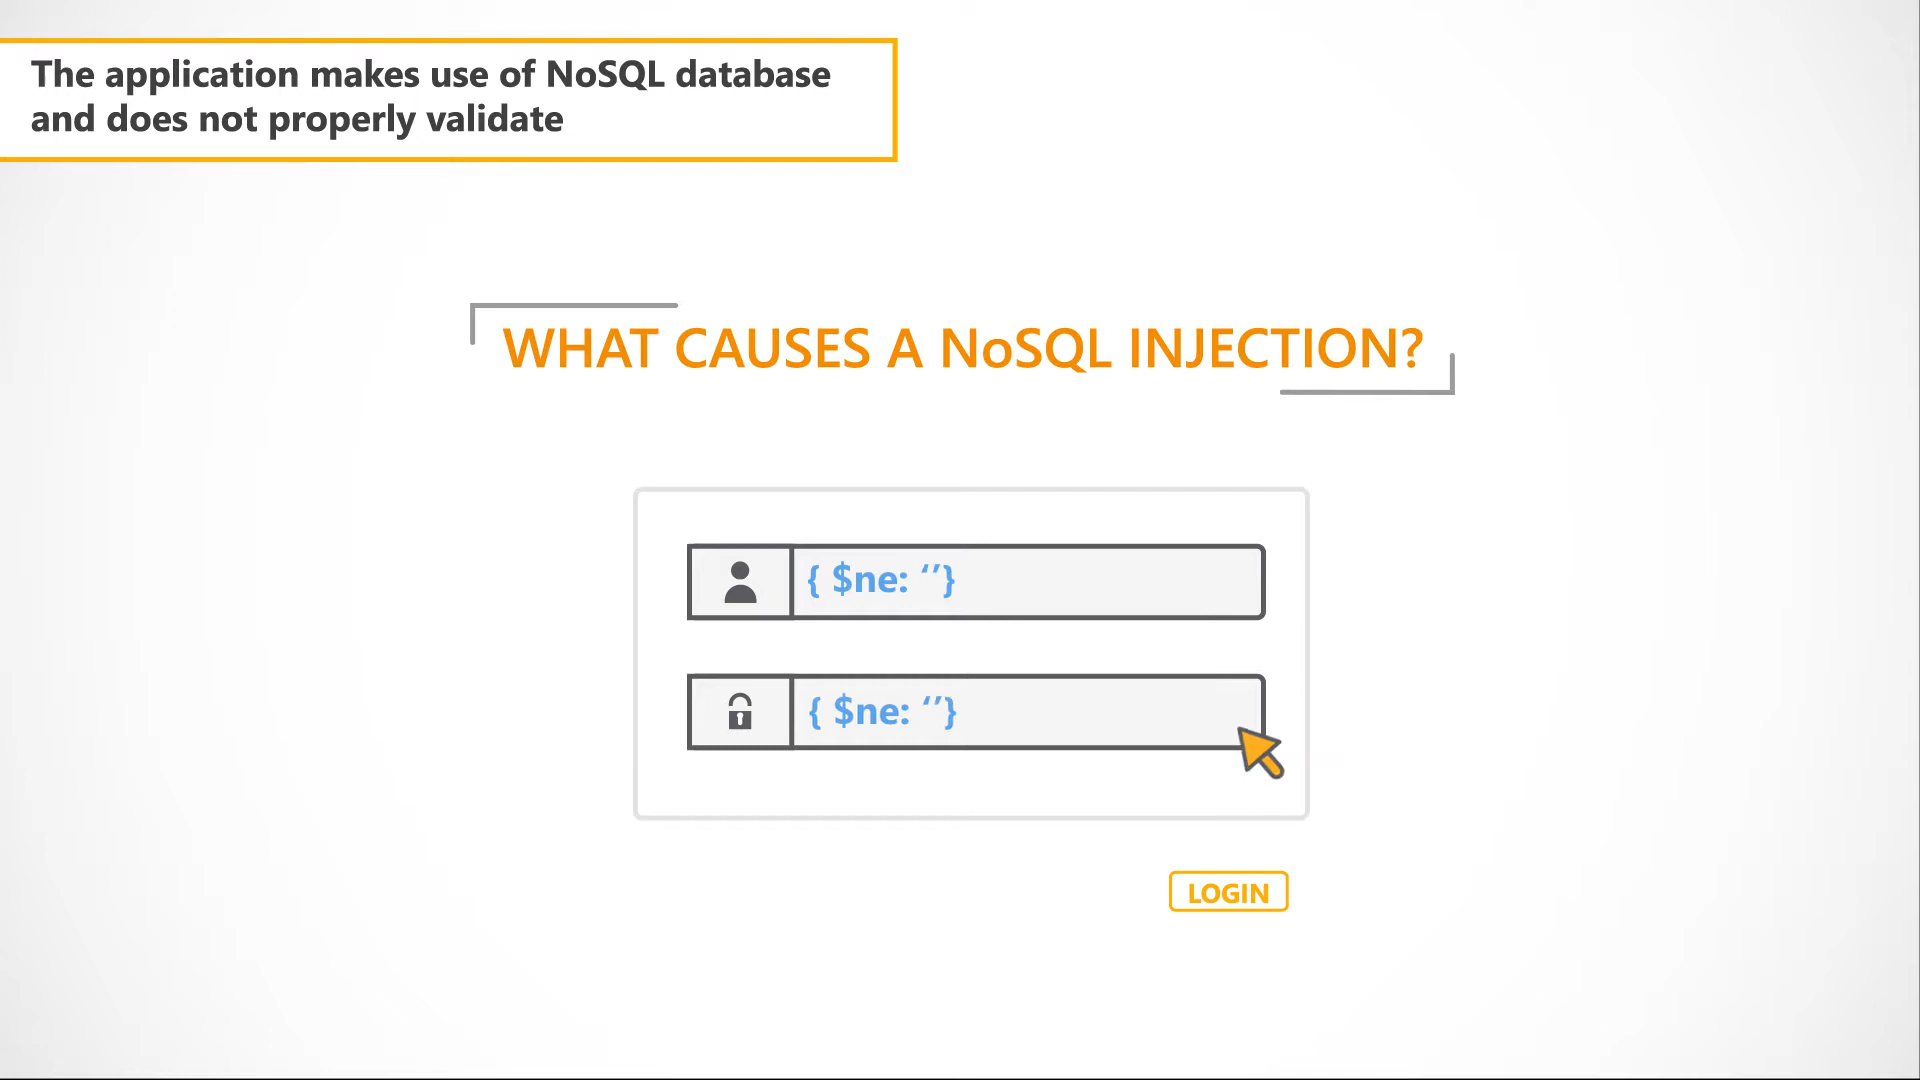 The application makes use of NoSQL database
and does not properly validate
WHAT CAUSES A NoSQL INJECTION?
{ $ne: ‘’}
{ $ne: ‘’}
LOGIN